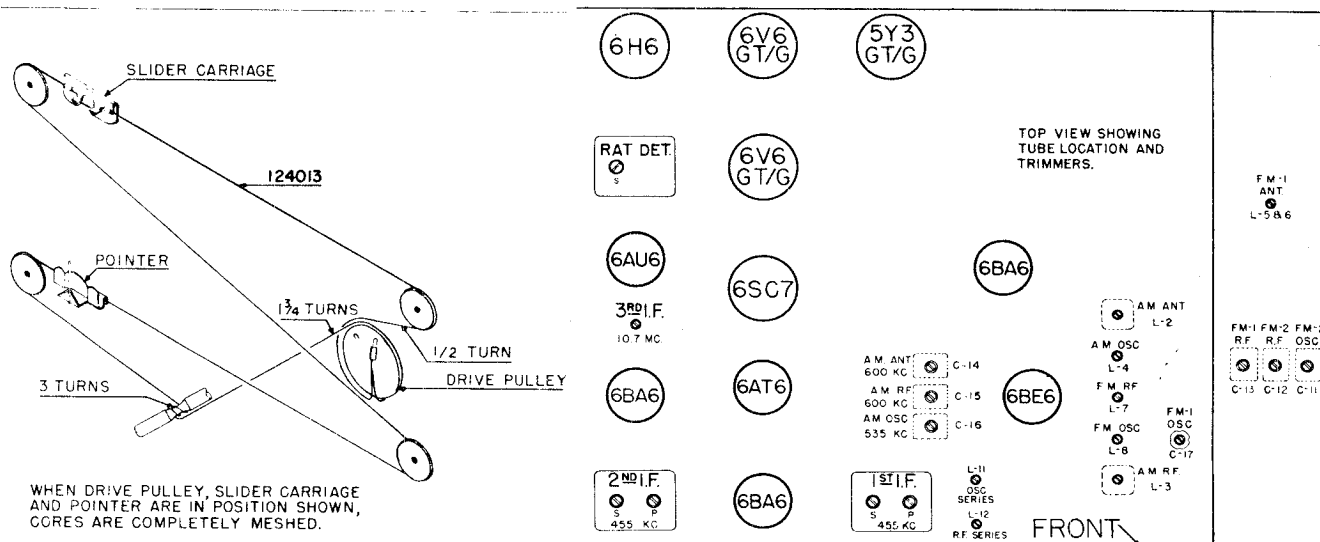 SLIDER CARRIAGE
124013
POINTER
1¾ TURNS
1/2 TURN
DRIVE PULLEY
3 TURNS
WHEN DRIVE PULLEY, SLIDER CARRIAGE
AND POINTER ARE IN POSITION SHOWN,
CORES ARE COMPLETELY MESHED.
6H6
6V6
GT/G
5Y3
GT/G
RAT DET.
S
6V6
GT/G
TOP VIEW SHOWING
TUBE LOCATION AND
TRIMMERS.
6AU6
3RD I.F.
10.7 MC.
6SC7
6BA6
6BA6
6AT6
A.M. ANT
600 KC
C-14
A.M. RF
600 KC
C-15
AM OSC
535 KC
C-16
6BE6
AM ANT
L-2
AM OSC
L-4
FM RF
L-7
FM OSC
L-8
FM-1
OSC
C-17
AM RF
L-3
2ND I.F.
S P
455 KC
6BA6
1ST I.F.
S P
455 KC
L-11
OSC
SERIES
L-12
R.F. SERIES
FRONT
FM-1
ANT.
L-5&6
FM-1 FM-2 FM-2
R.F. R.F. OSC
C-13 C-12 C-11